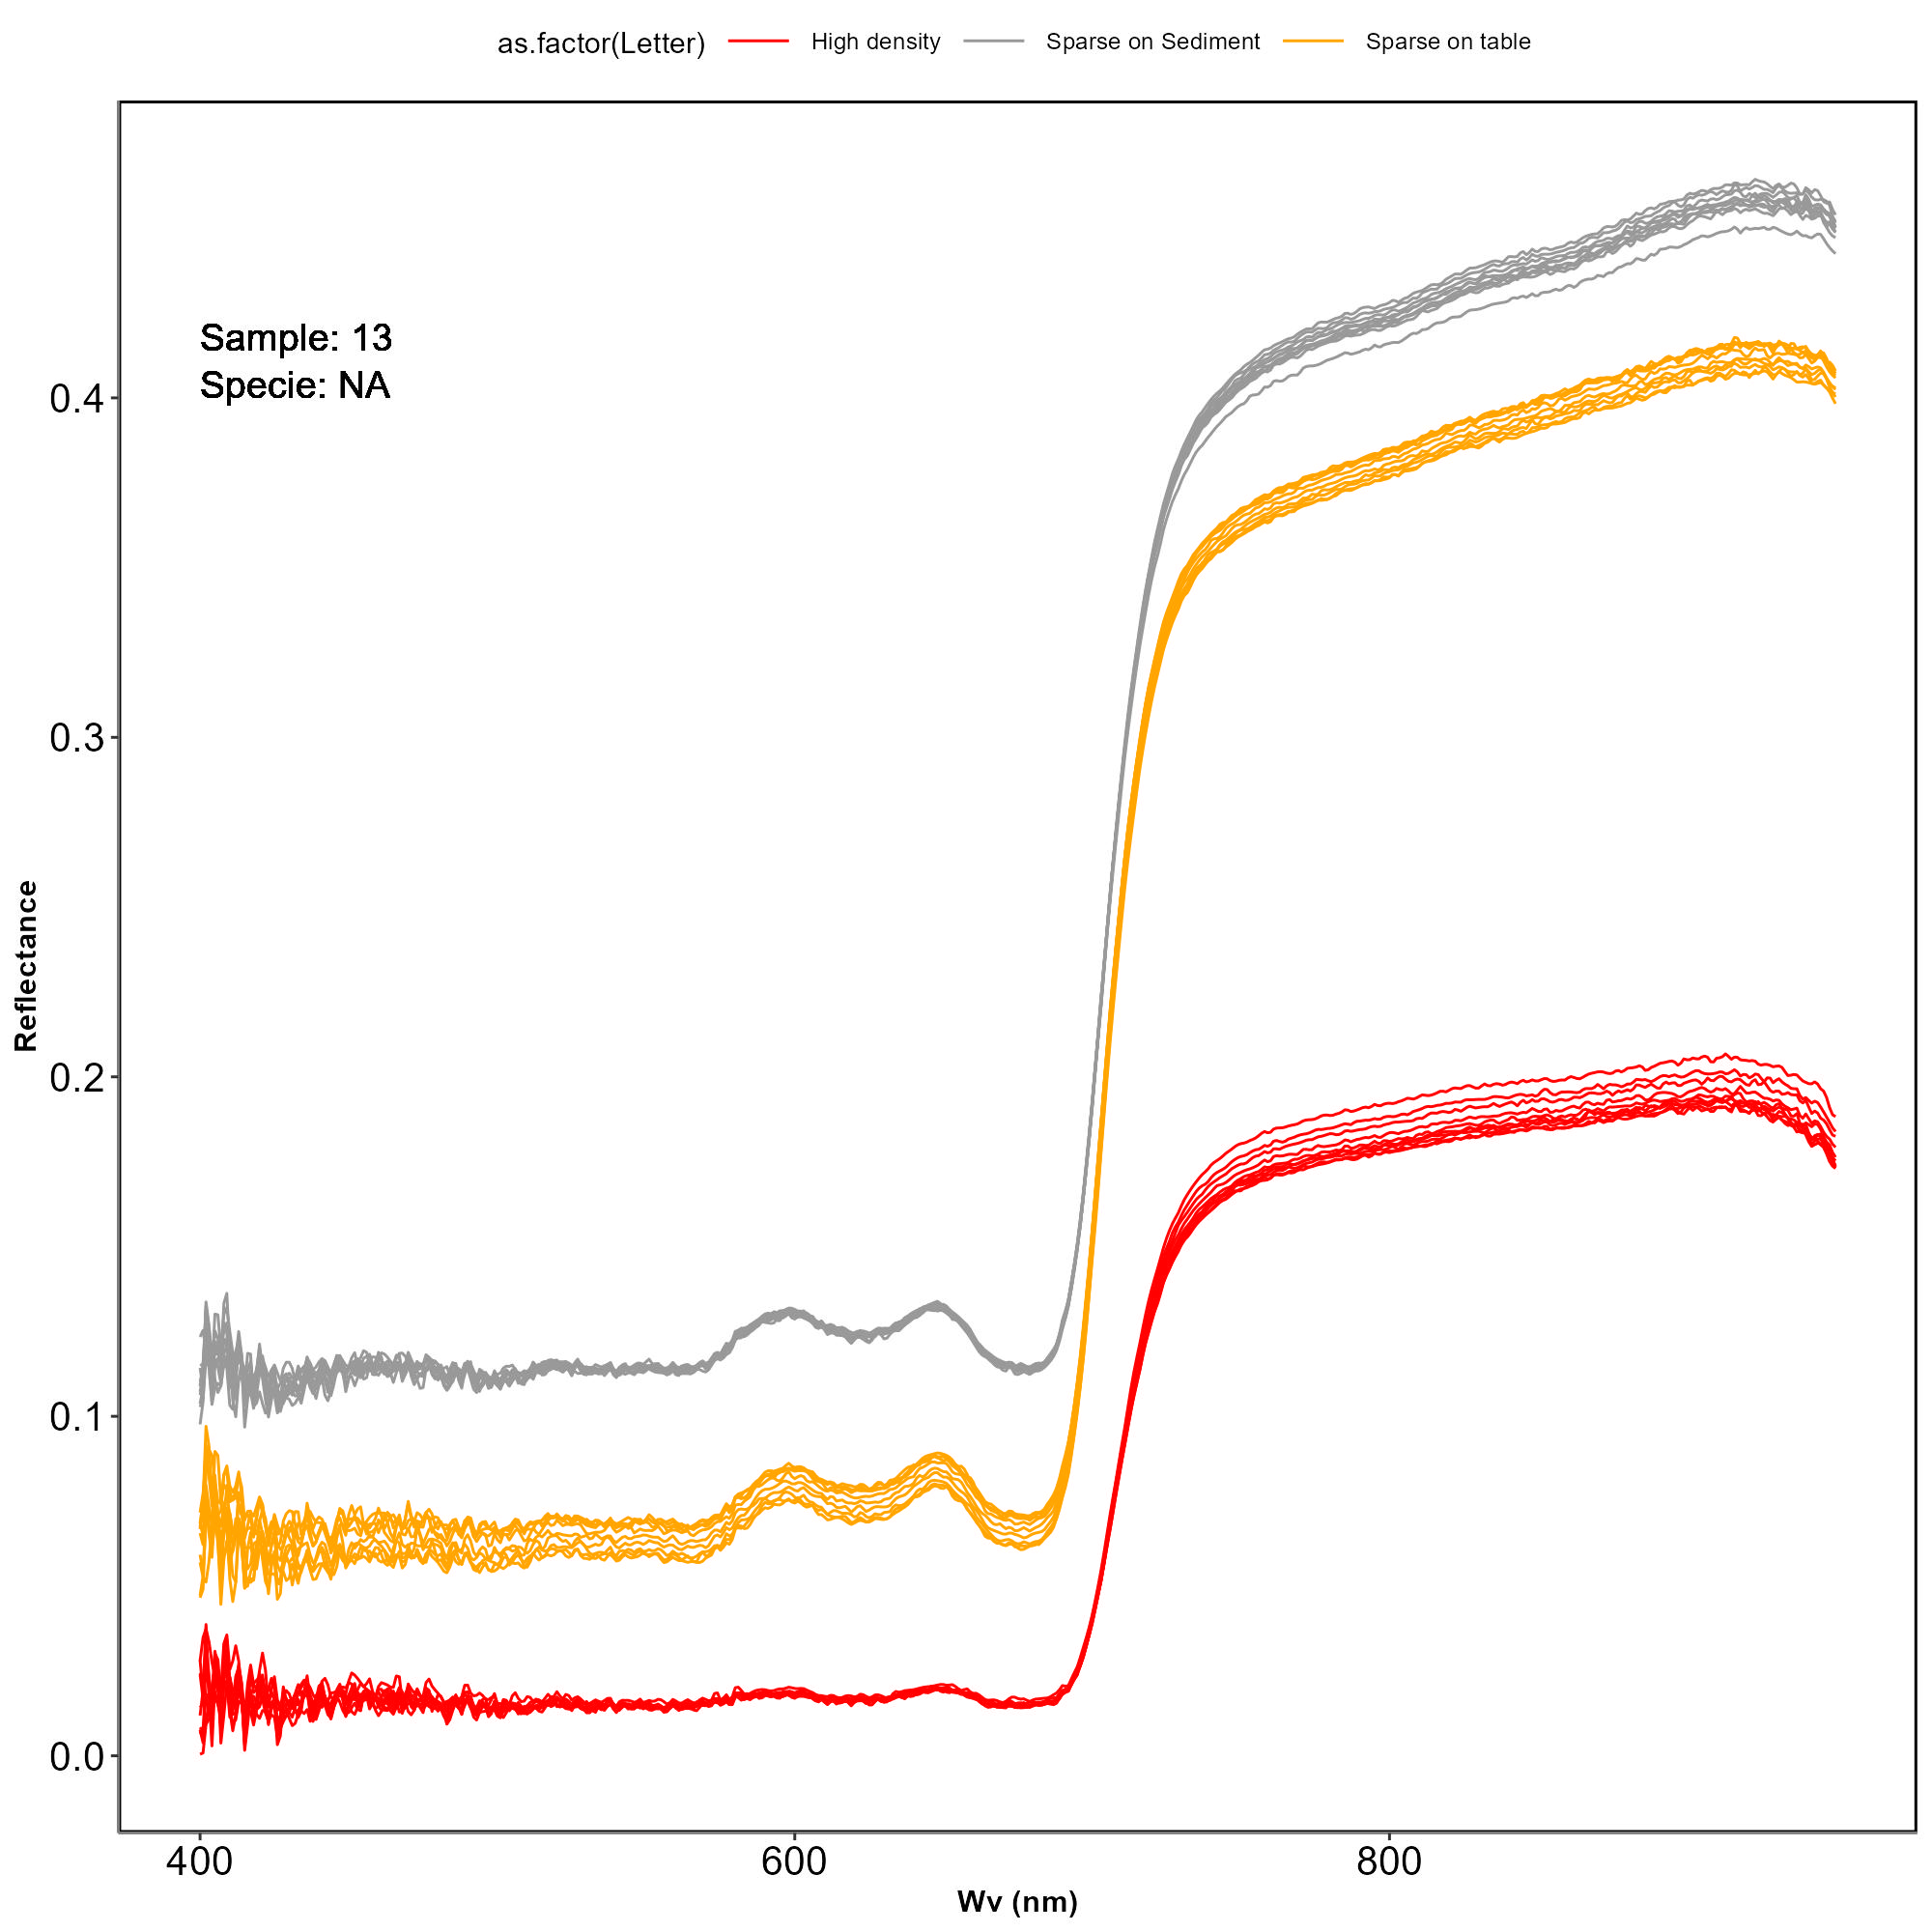 as.factor(Letter) High density Sparse on Sediment Sparse on table
Sample: 13
Specie: NA
0.4
0.3
0.2
0.1
0.0
Reflectance
400 600 800
Wv (nm)